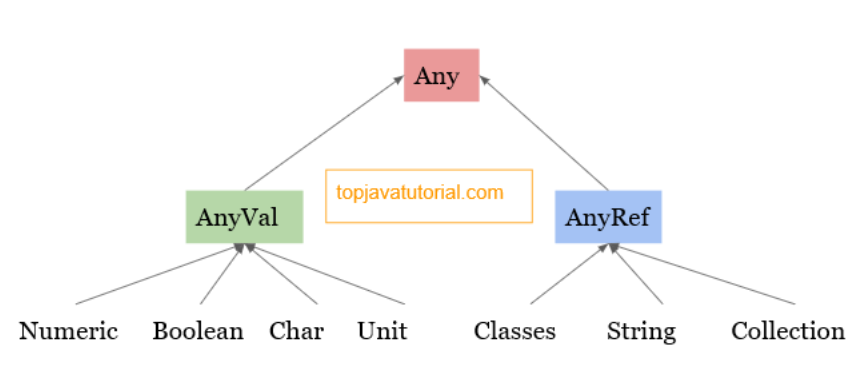 Any
topjavatutorial.com
AnyVal
AnyRef
Numeric Boolean Char Unit Classes String Collection